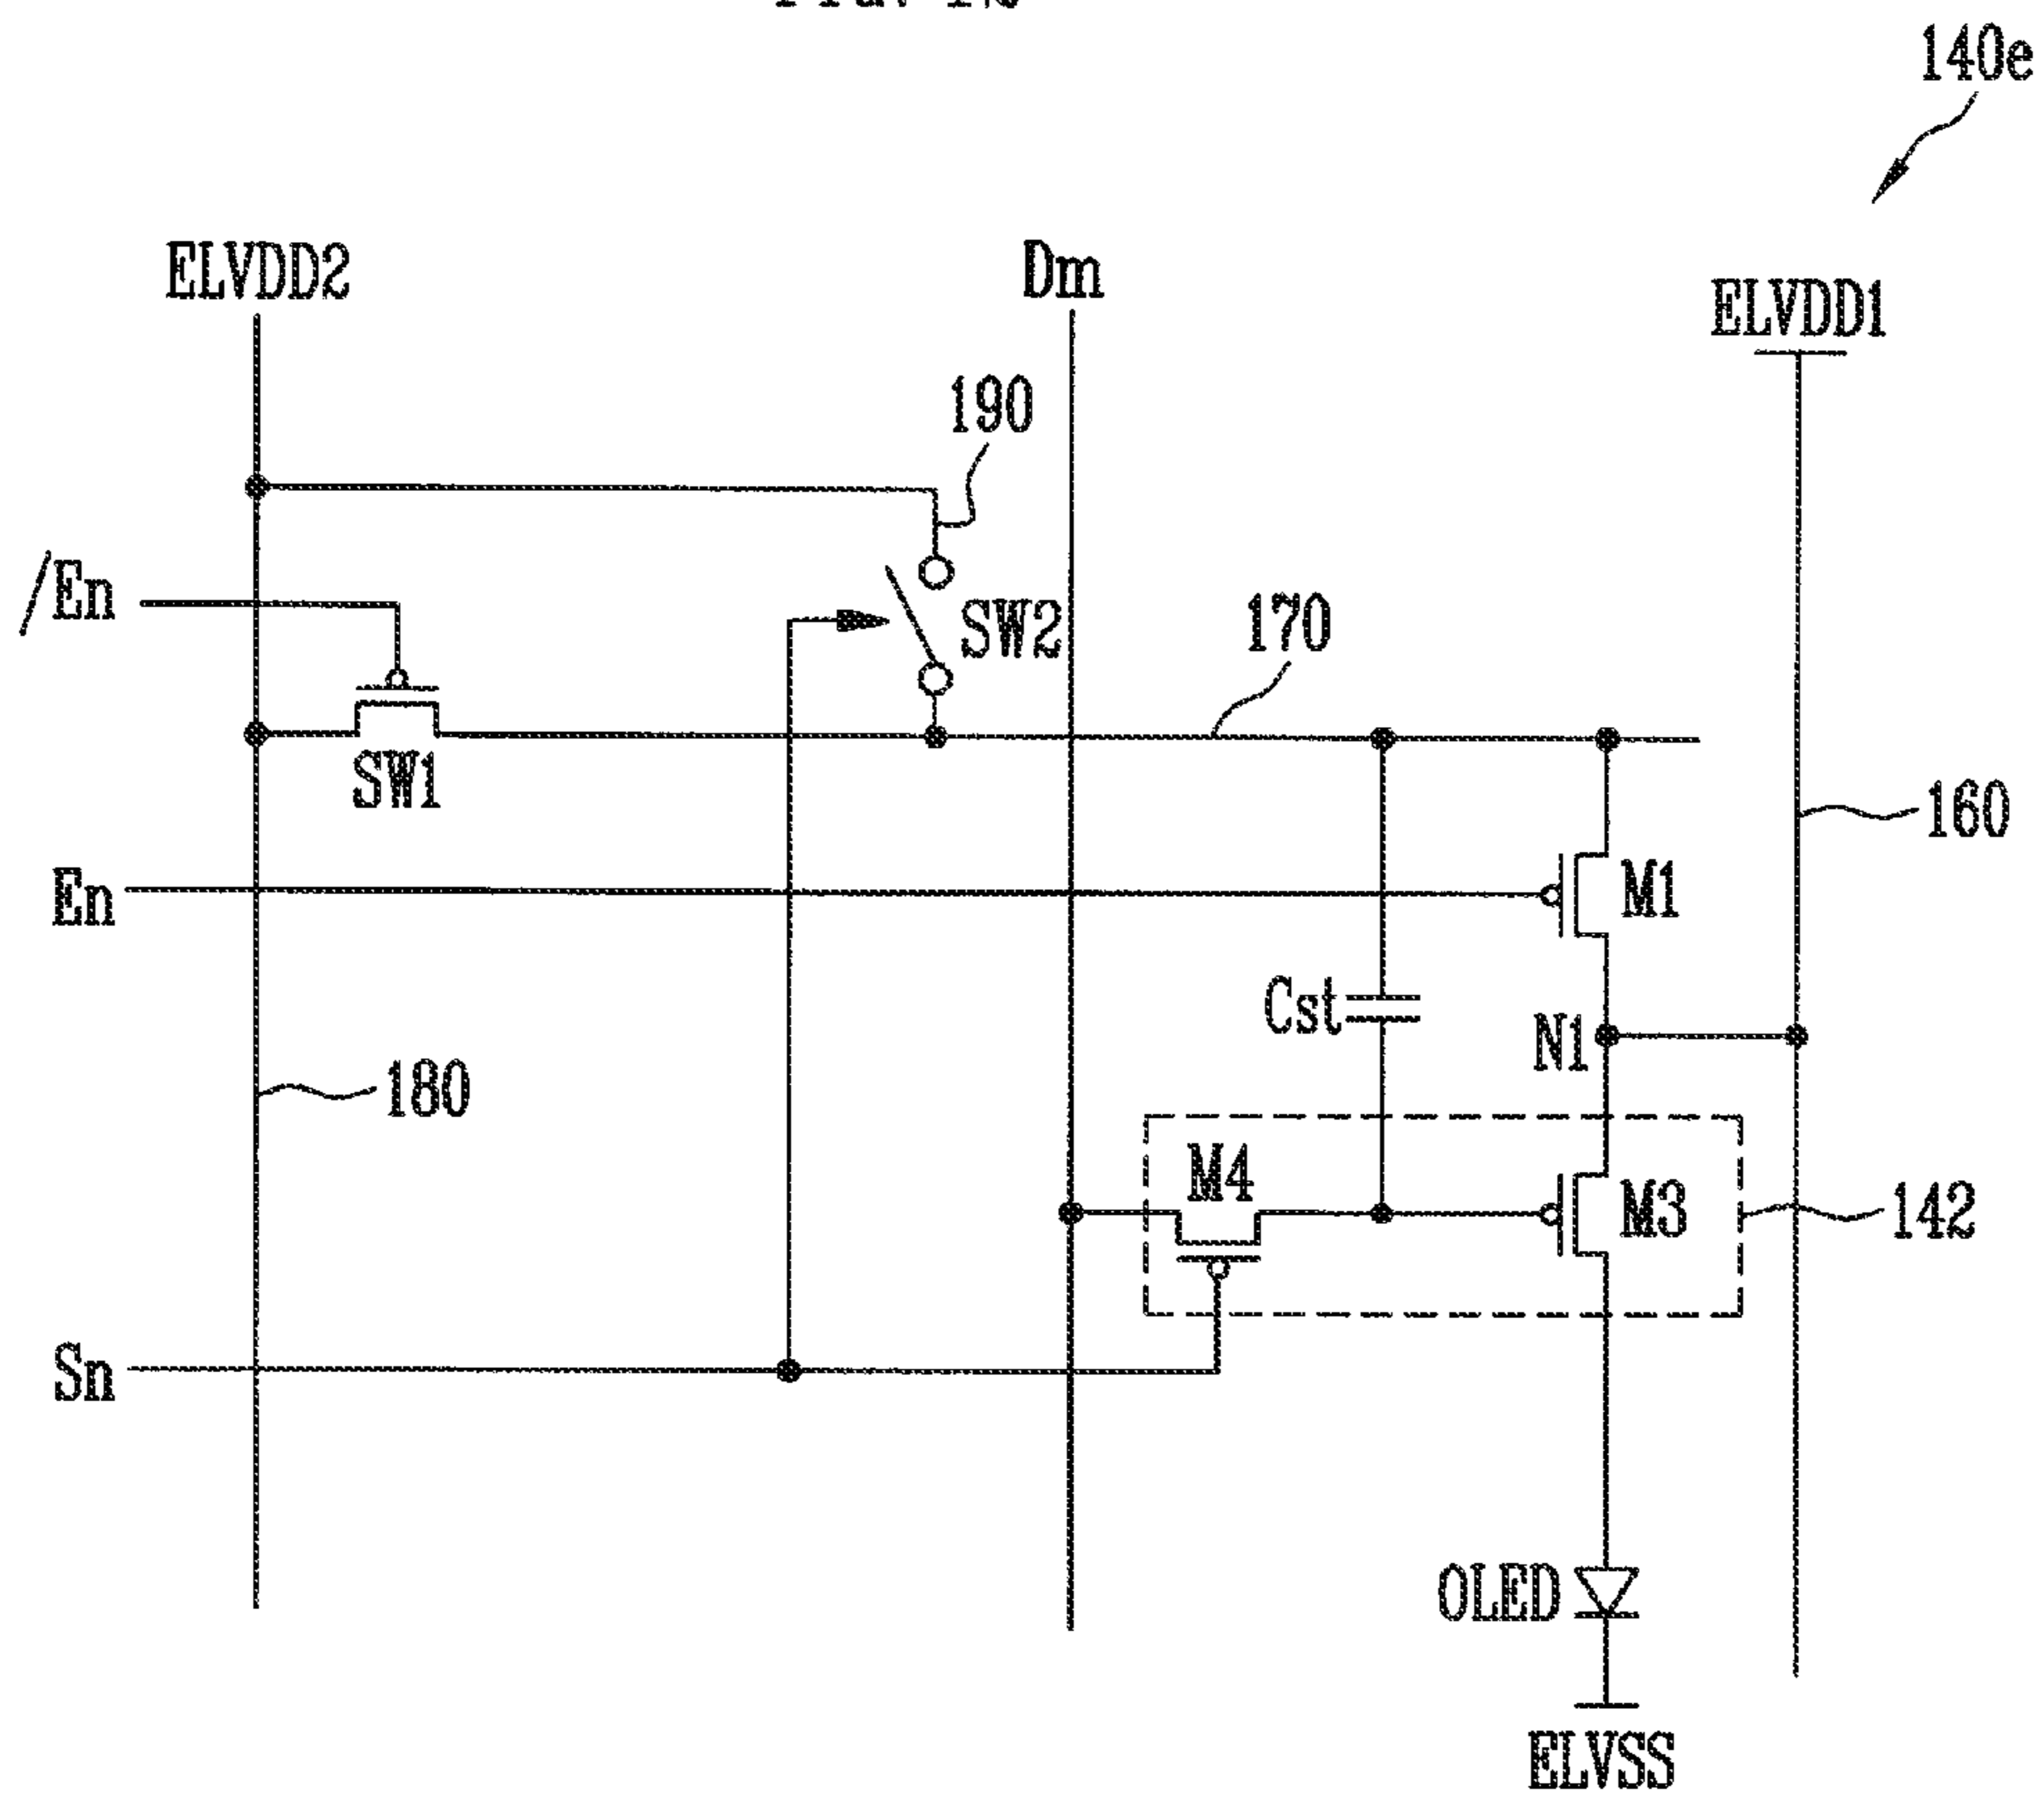 140e
ELVDD2
Dm
ELVDD1
190
/En
SW2
170
SW1
160
En
M1
Cst
N1
180
M4
M3
142
Sn
OLED
ELVSS